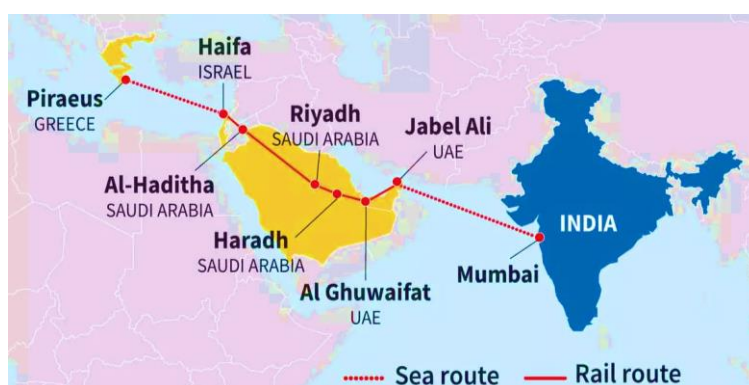 Haifa
ISRAEL
Piraeus
GREECE
Riyadh
SAUDI ARABIA
Jabel Ali
UAE
Al-Haditha
SAUDI ARABIA
Haradh
SAUDI ARABIA
Al Ghuwaifat
UAE
INDIA
Mumbai
Sea route
Rail route